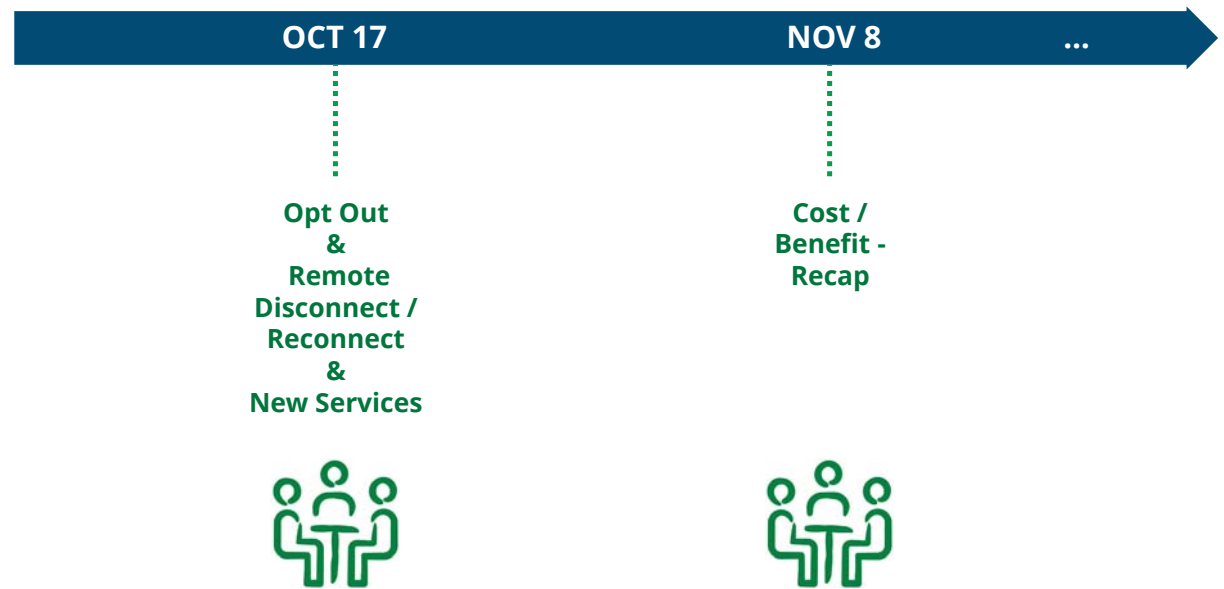 OCT 17
NOV 8
...
Opt Out
&
Remote
Disconnect /
Reconnect
&
New Services
Cost /
Benefit -
Recap